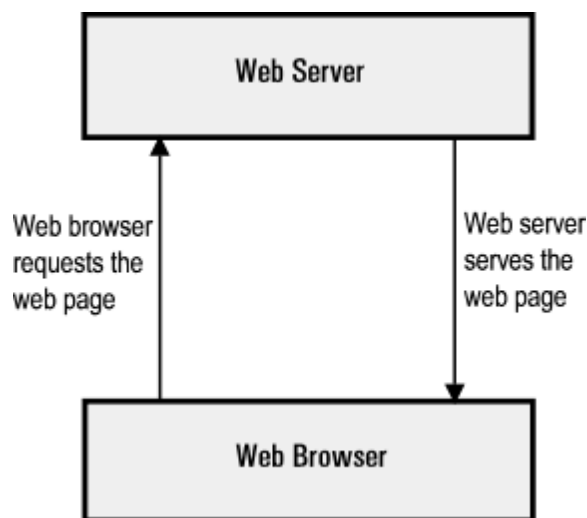 Web Server
Web browser
requests the
web page
Web server
serves the
web page
Web Browser